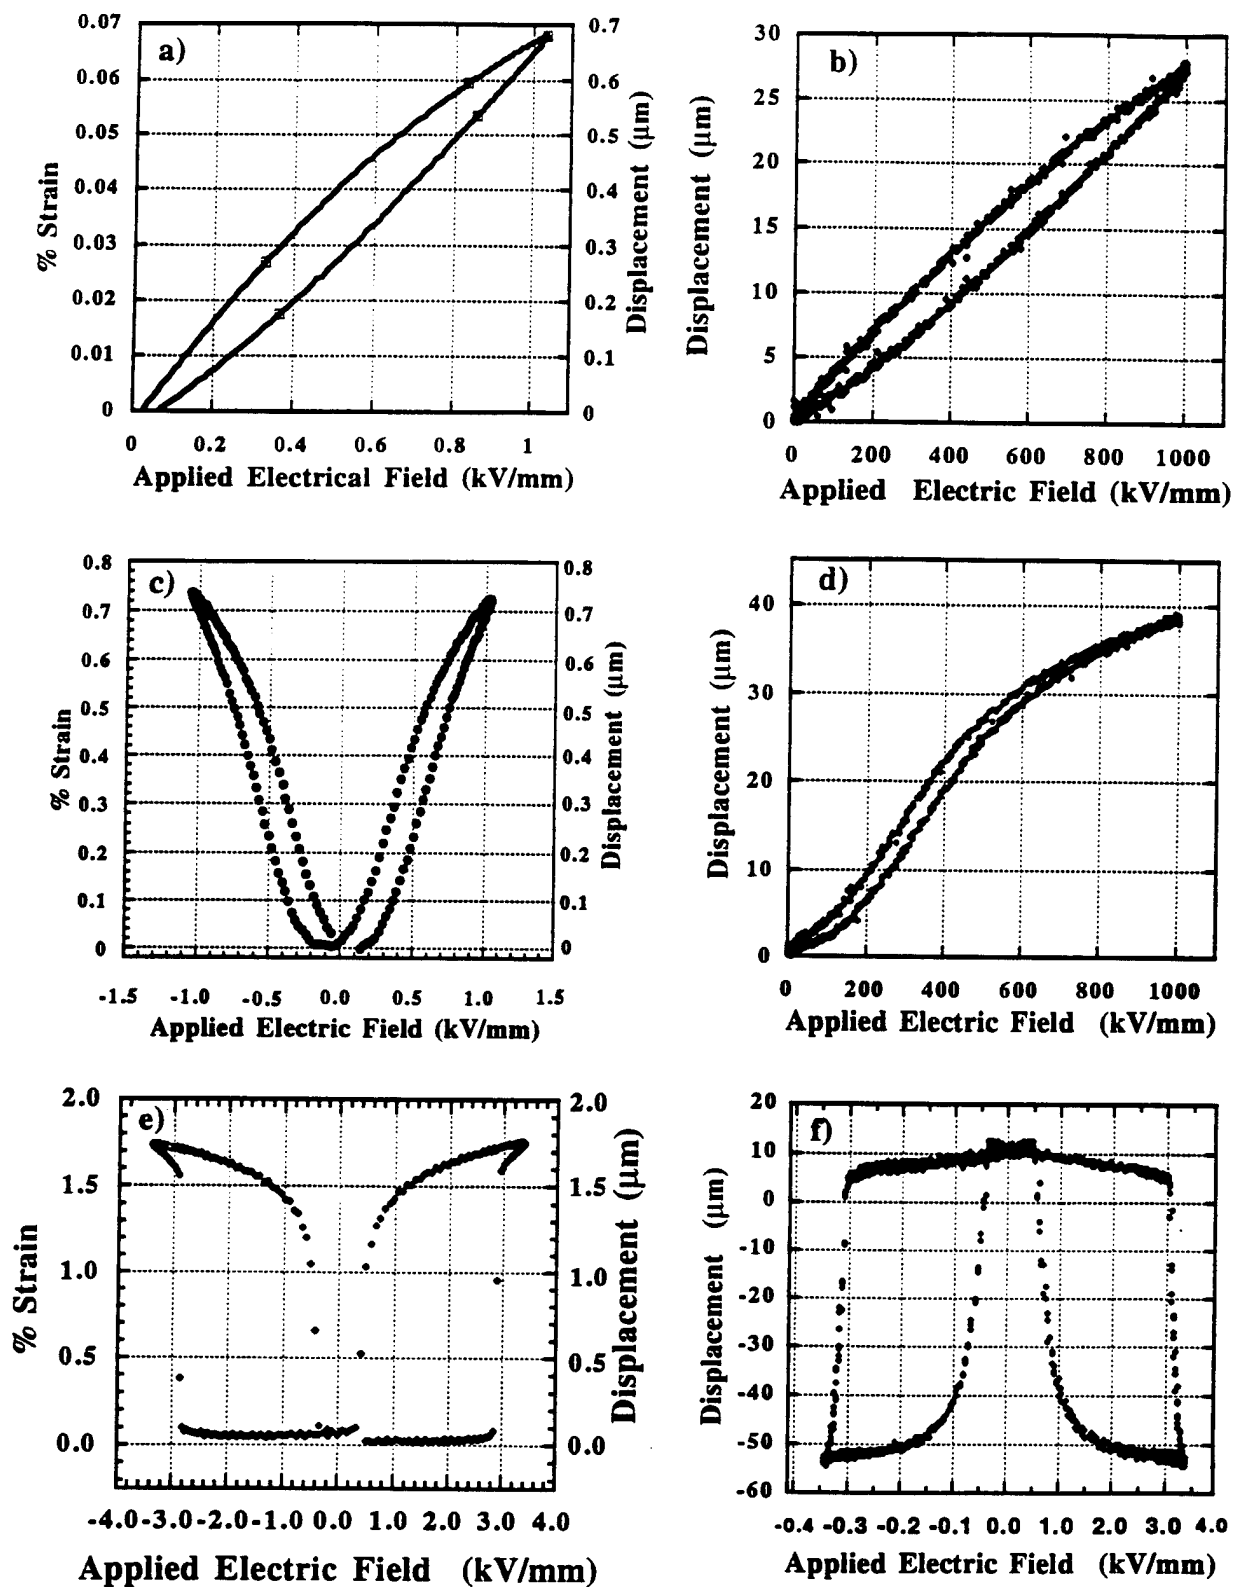 a)
0.07
0.06
0.05
0.04
0.03
0.02
0.01
0
% Strain
0.7
0.6
0.5
0.4
0.3
0.2
0.1
0
Displacement (μm)
0 0.2 0.4 0.6 0.8 1
Applied Electrical Field (kV/mm)
b)
30
25
20
15
10
5
0
Displacement (μm)
0 200 400 600 800 1000
Applied Electric Field (kV/mm)
c)
0.8
0.7
0.6
0.5
0.4
0.3
0.2
0.1
0
% Strain
0.8
0.7
0.6
0.5
0.4
0.3
0.2
0.1
0
Displacement (μm)
-1.5 -1.0 -0.5 0.0 0.5 1.0 1.5
Applied Electric Field (kV/mm)
d)
40
30
20
10
0
Displacement (μm)
0 200 400 600 800 1000
Applied Electric Field (kV/mm)
e)
2.0
1.5
1.0
0.5
0.0
% Strain
2.0
1.5
1.0
0.5
0.0
Displacement (μm)
-4.0 -3.0 -2.0 -1.0 0.0 1.0 2.0 3.0 4.0
Applied Electric Field (kV/mm)
f)
20
10
0
-10
-20
-30
-40
-50
-60
Displacement (μm)
-0.4 -0.3 -0.2 -0.1 0.0 1.0 2.0 3.0 4.0
Applied Electric Field (kV/mm)